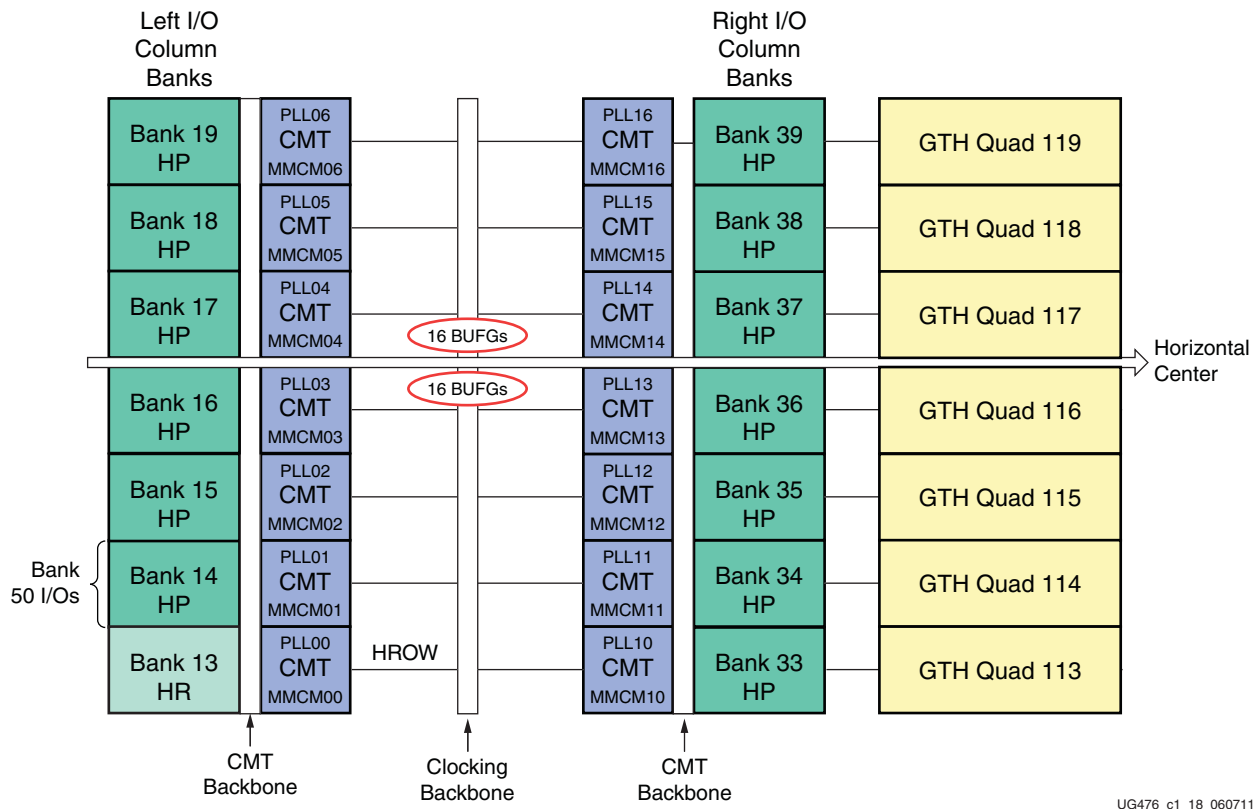 Left I/O
Column
Banks
Right I/O
Column
Banks
Bank 19
HP
PLL06
CMT
MMCM06
PLL16
CMT
MMCM16
Bank 39
HP
GTH Quad 119
Bank 18
HP
PLL05
CMT
MMCM05
PLL15
CMT
MMCM15
Bank 38
HP
GTH Quad 118
Bank 17
HP
PLL04
CMT
MMCM04
16 BUFGs
PLL14
CMT
MMCM14
Bank 37
HP
GTH Quad 117
Horizontal
Center
Bank 16
HP
PLL03
CMT
MMCM03
16 BUFGs
PLL13
CMT
MMCM13
Bank 36
HP
GTH Quad 116
Bank 15
HP
PLL02
CMT
MMCM02
PLL12
CMT
MMCM12
Bank 35
HP
GTH Quad 115
Bank
50 I/Os
Bank 14
HP
PLL01
CMT
MMCM01
PLL11
CMT
MMCM11
Bank 34
HP
GTH Quad 114
Bank 13
HR
PLL00
CMT
MMCM00
HROW
PLL10
CMT
MMCM10
Bank 33
HP
GTH Quad 113
CMT
Backbone
Clocking
Backbone
CMT
Backbone
UG476_c1_18_060711